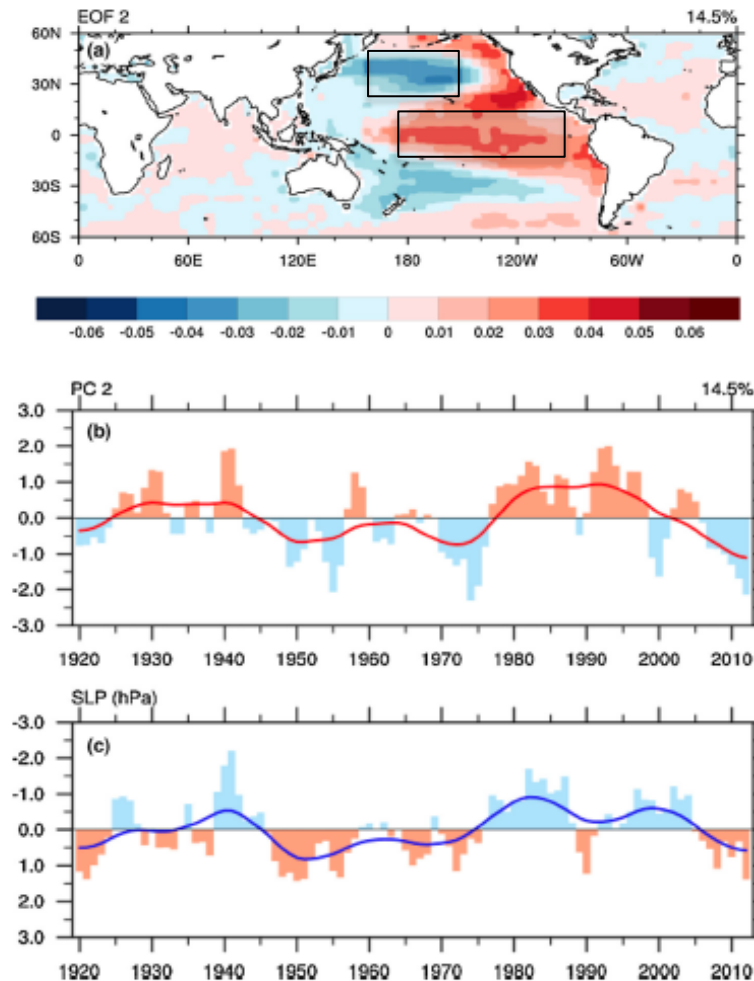 EOF 2 14.5%
(a)
60N
30N
0
30S
60S
0 60E 120E 180 120W 60W 0
-0.06 -0.05 -0.04 -0.03 -0.02 -0.01 0 0.01 0.02 0.03 0.04 0.05 0.06
PC 2 14.5%
(b)
3.0
2.0
1.0
0.0
-1.0
-2.0
-3.0
1920 1930 1940 1950 1960 1970 1980 1990 2000 2010
SLP (hPa)
(c)
-3.0
-2.0
-1.0
0.0
1.0
2.0
3.0
1920 1930 1940 1950 1960 1970 1980 1990 2000 2010